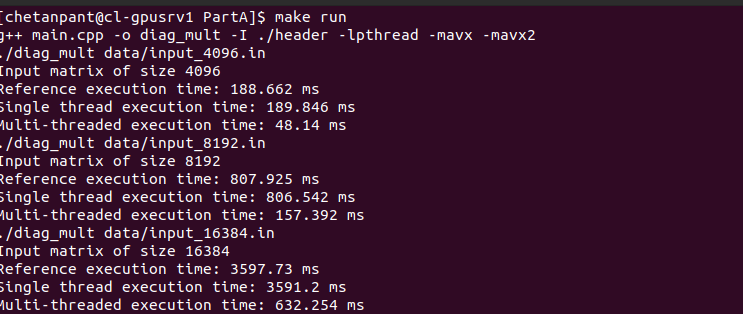 [chetanpant@cl-gpusrv1 PartA]$ make run
g++ main.cpp -o diag_mult -I ./header -lpthread -mavx -mavx2
./diag_mult data/input_4096.in
Input matrix of size 4096
Reference execution time: 188.662 ms
Single thread execution time: 189.846 ms
Multi-threaded execution time: 48.14 ms
./diag_mult data/input_8192.in
Input matrix of size 8192
Reference execution time: 807.925 ms
Single thread execution time: 806.542 ms
Multi-threaded execution time: 157.392 ms
./diag_mult data/input_16384.in
Input matrix of size 16384
Reference execution time: 3597.73 ms
Single thread execution time: 3591.2 ms
Multi-threaded execution time: 632.254 ms